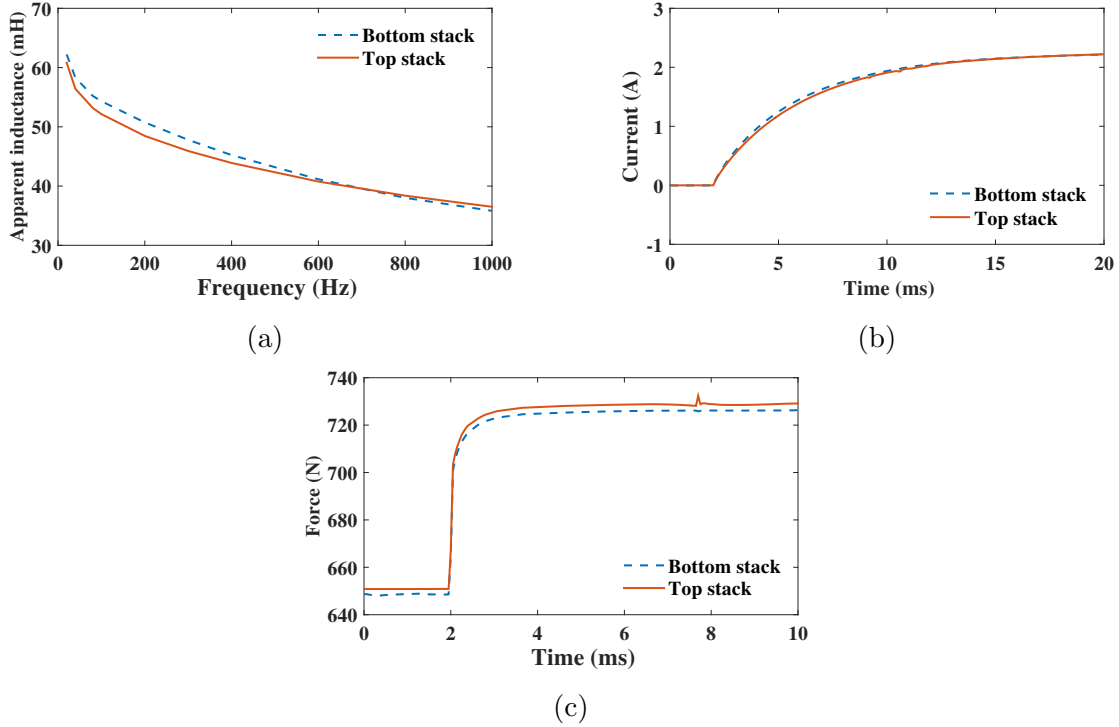 70
60
50
40
30
Apparent inductance (mH)
Bottom stack
Top stack
0 200 400 600 800 1000
Frequency (Hz)
(a)
3
2
1
0
-1
Current (A)
Bottom stack
Top stack
0 5 10 15 20
Time (ms)
(b)
740
720
700
680
660
640
Force (N)
Bottom stack
Top stack
0 2 4 6 8 10
Time (ms)
(c)